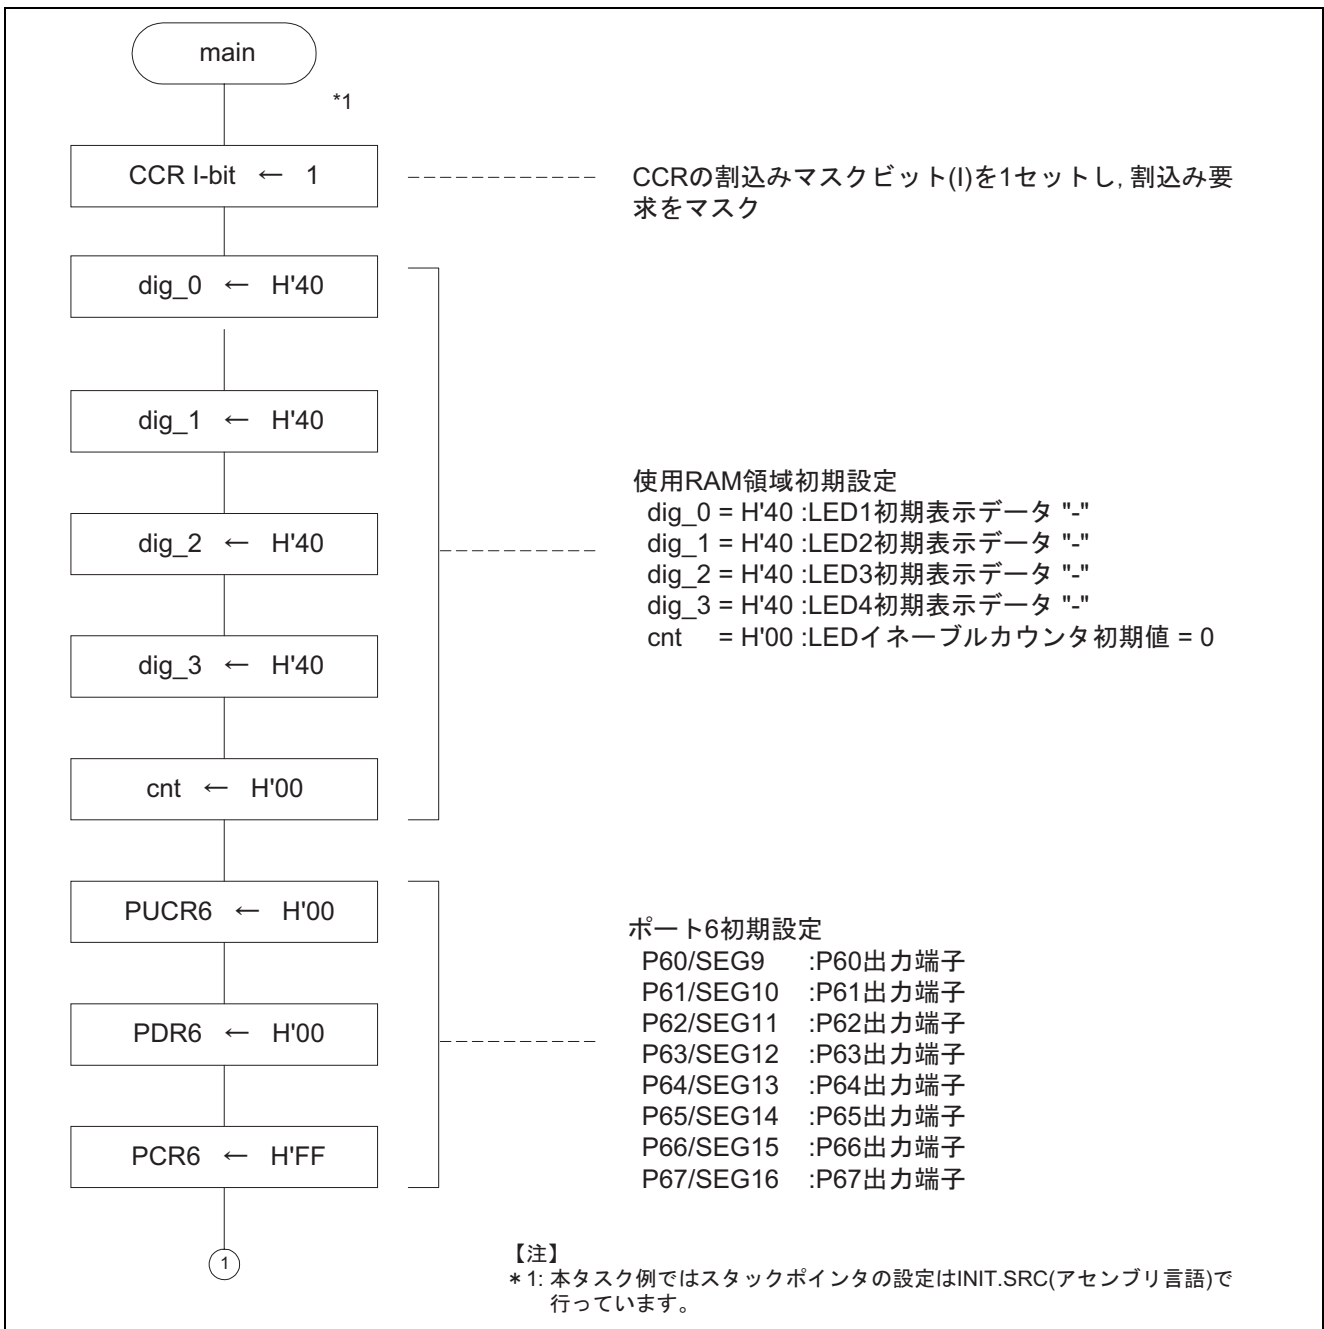 main
*1
CCR I-bit ← 1
CCRの割込みマスクビット(I)を1セットし, 割込み要
求をマスク
dig_0 ← H'40
dig_1 ← H'40
dig_2 ← H'40
dig_3 ← H'40
cnt ← H'00
使用RAM領域初期設定
dig_0 = H'40 :LED1初期表示データ "-"
dig_1 = H'40 :LED2初期表示データ "-"
dig_2 = H'40 :LED3初期表示データ "-"
dig_3 = H'40 :LED4初期表示データ "-"
cnt = H'00 :LEDイネーブルカウンタ初期値 = 0
PUCR6 ← H'00
PDR6 ← H'00
PCR6 ← H'FF
ポート6初期設定
P60/SEG9 :P60出力端子
P61/SEG10 :P61出力端子
P62/SEG11 :P62出力端子
P63/SEG12 :P63出力端子
P64/SEG13 :P64出力端子
P65/SEG14 :P65出力端子
P66/SEG15 :P66出力端子
P67/SEG16 :P67出力端子
1
【注】
＊1: 本タスク例ではスタックポインタの設定はINIT.SRC(アセンブリ言語)で
行っています。